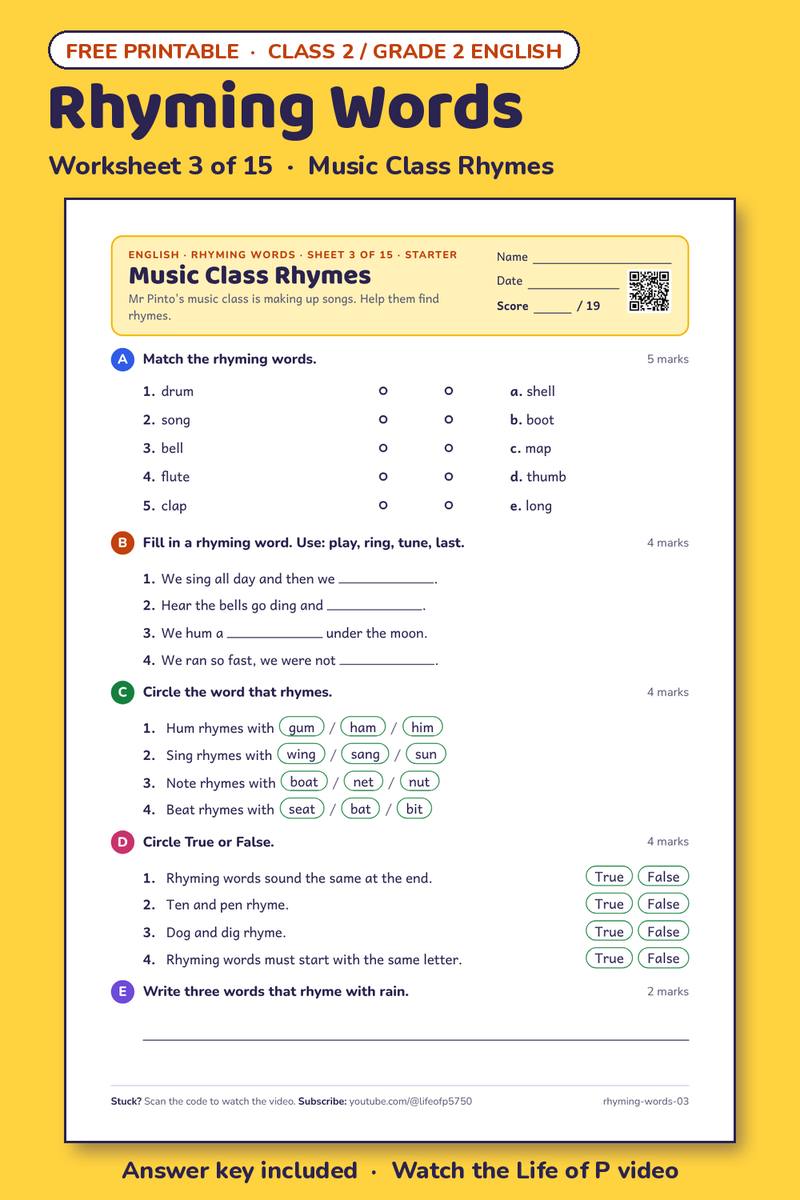 FREE PRINTABLE · CLASS 2 / GRADE 2 ENGLISH
Rhyming Words
Worksheet 3 of 15 · Music Class Rhymes
ENGLISH · RHYMING WORDS · SHEET 3 OF 15 · STARTER
Music Class Rhymes
Mr Pinto's music class is making up songs. Help them find
rhymes.
Name ____________
Date ____________
Score ______ / 19
A Match the rhyming words. 5 marks
1. drum a. shell
2. song b. boot
3. bell c. map
4. flute d. thumb
5. clap e. long
B Fill in a rhyming word. Use: play, ring, tune, last. 4 marks
1. We sing all day and then we ____________.
2. Hear the bells go ding and ____________.
3. We hum a ____________ under the moon.
4. We ran so fast, we were not ____________.
C Circle the word that rhymes. 4 marks
1. Hum rhymes with gum / ham / him
2. Sing rhymes with wing / sang / sun
3. Note rhymes with boat / net / nut
4. Beat rhymes with seat / bat / bit
D Circle True or False. 4 marks
1. Rhyming words sound the same at the end. True False
2. Ten and pen rhyme. True False
3. Dog and dig rhyme. True False
4. Rhyming words must start with the same letter. True False
E Write three words that rhyme with rain. 2 marks
Stuck? Scan the code to watch the video. Subscribe: youtube.com/@lifeofp5750 rhyming-words-03
Answer key included · Watch the Life of P video